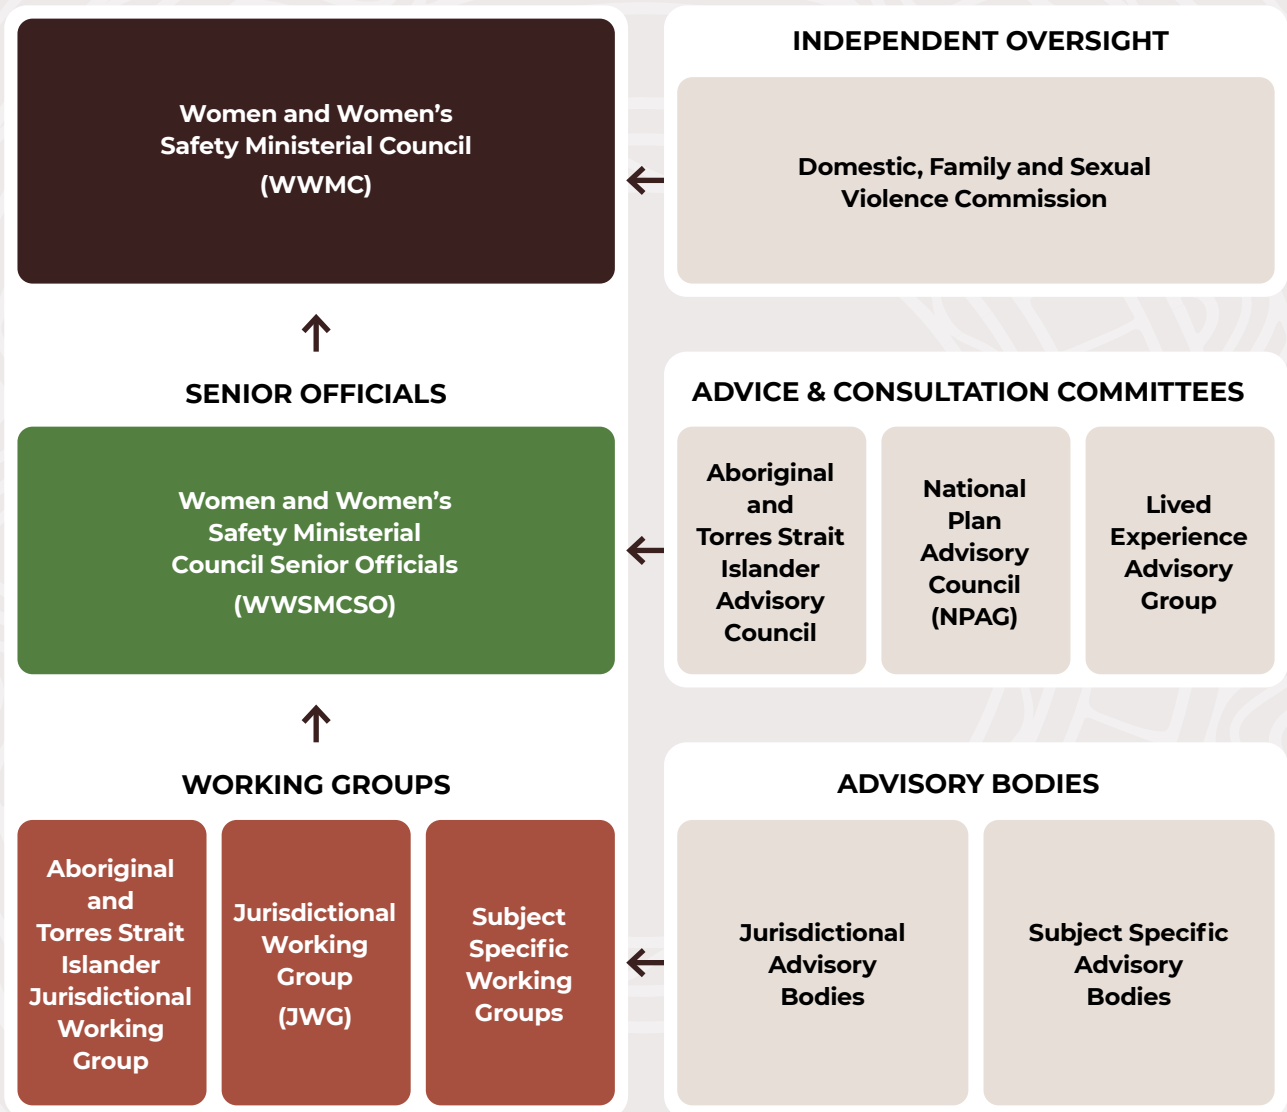 Women and Women’s
Safety Ministerial Council
(WWMC)
INDEPENDENT OVERSIGHT
Domestic, Family and Sexual
Violence Commission
SENIOR OFFICIALS
Women and Women’s
Safety Ministerial
Council Senior Officials
(WWSMCSO)
ADVICE & CONSULTATION COMMITTEES
Aboriginal
and
Torres Strait
Islander
Advisory
Council
National
Plan
Advisory
Council
(NPAG)
Lived
Experience
Advisory
Group
WORKING GROUPS
Aboriginal
and
Torres Strait
Islander
Jurisdictional
Working
Group
Jurisdictional
Working
Group
(JWG)
Subject
Specific
Working
Groups
ADVISORY BODIES
Jurisdictional
Advisory
Bodies
Subject Specific
Advisory
Bodies